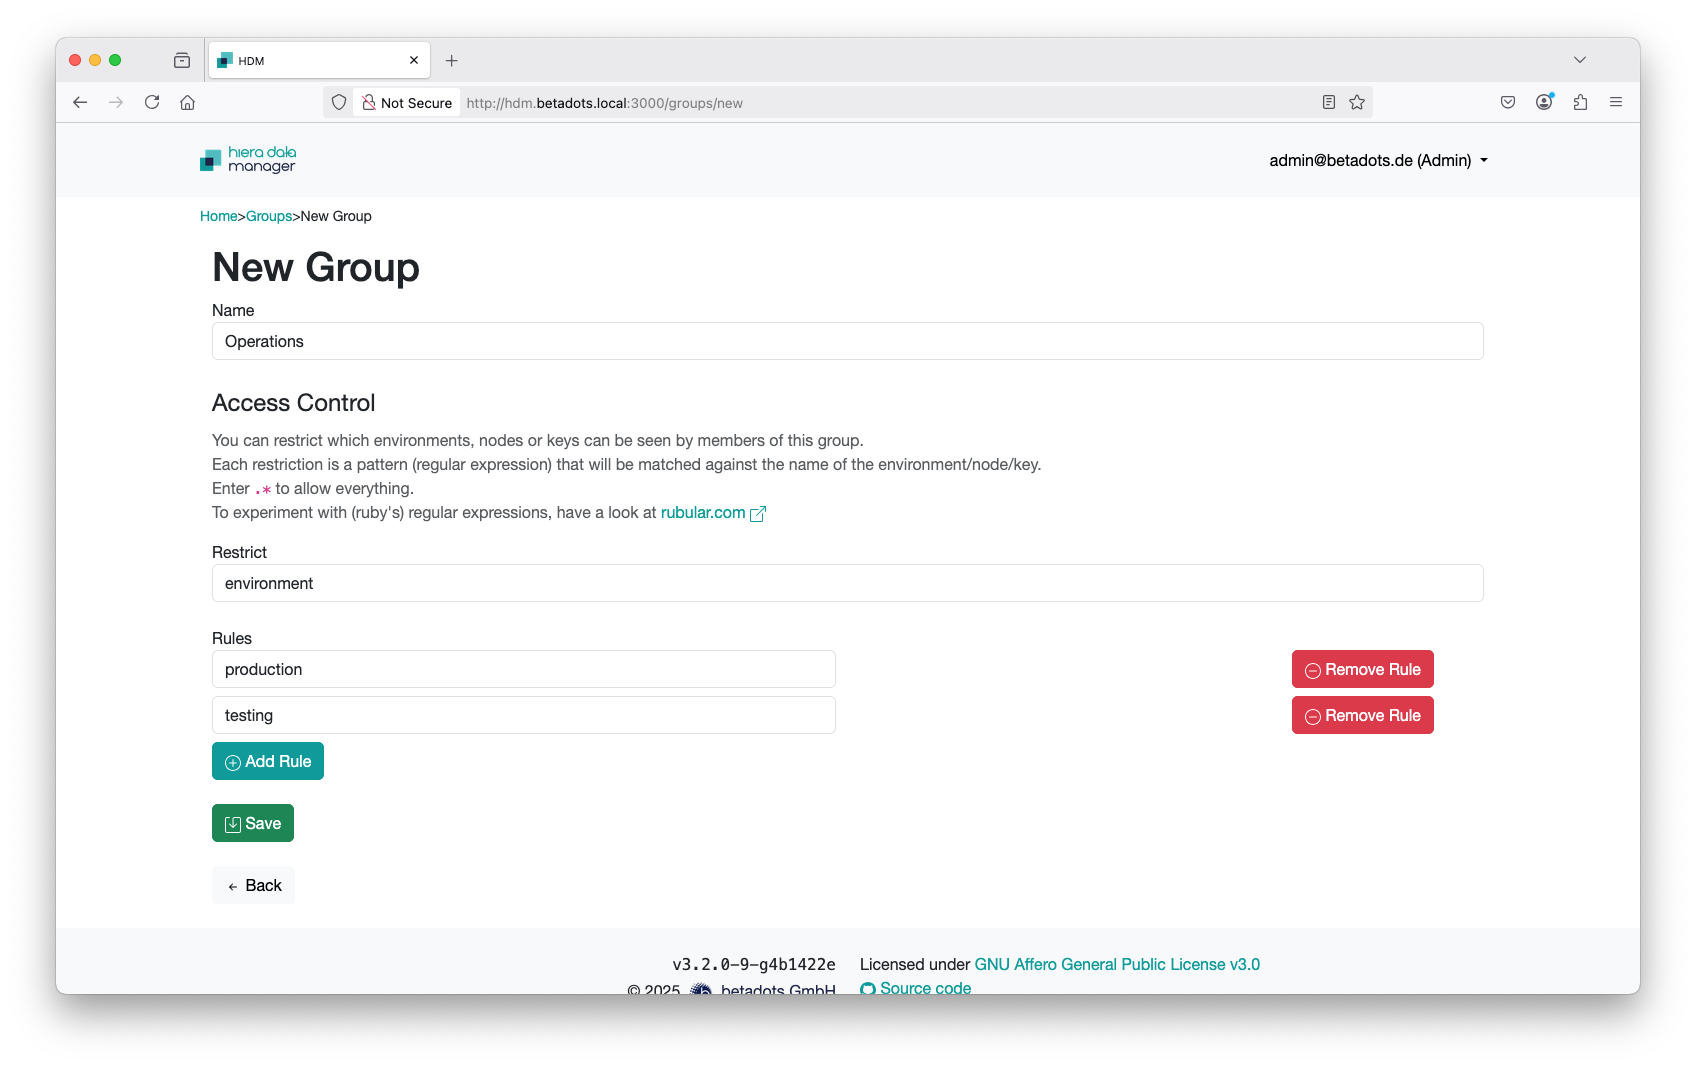 HDM
Not Secure http://hdm.betadots.local:3000/groups/new
hiera data
manager
admin@betadots.de (Admin)
Home>Groups>New Group
New Group
Name
Operations
Access Control
You can restrict which environments, nodes or keys can be seen by members of this group.
Each restriction is a pattern (regular expression) that will be matched against the name of the environment/node/key.
Enter .* to allow everything.
To experiment with (ruby's) regular expressions, have a look at rubular.com
Restrict
environment
Rules
production
Remove Rule
testing
Remove Rule
Add Rule
Save
← Back
v3.2.0-9-g4b1422e
Licensed under GNU Affero General Public License v3.0
© 2025 betadots GmbH
Source code